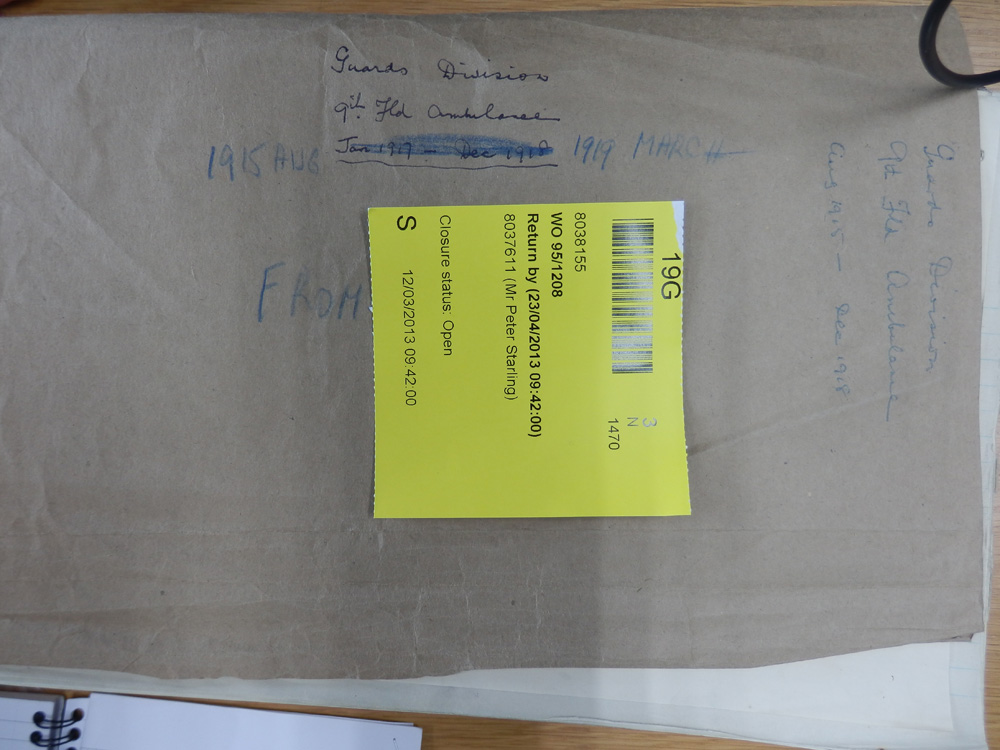 Guards Division
9th Fld Ambulance
Jan 1917 - Dec 1918
1915 AUG 1919 MARCH
FROM
19G
8038155
WO 95/1208
Return by (23/04/2013 09:42:00)
8037611 (Mr Peter Starling)
Closure status: Open
S 12/03/2013 09:42:00
3
N
1470
Guards Division
9th Fld Ambulance
Aug 1915 - Dec 1918